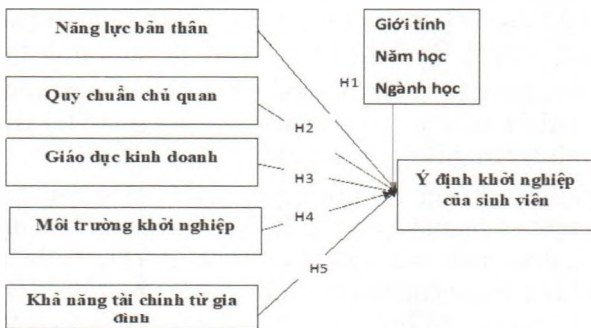 Năng lực bản thân
Quy chuẩn chủ quan
Giáo dục kinh doanh
Môi trường khởi nghiệp
Khả năng tài chính từ gia
đình
H1
H2
H3
H4
H5
Giới tính
Năm học
Ngành học
Ý định khởi nghiệp
của sinh viên